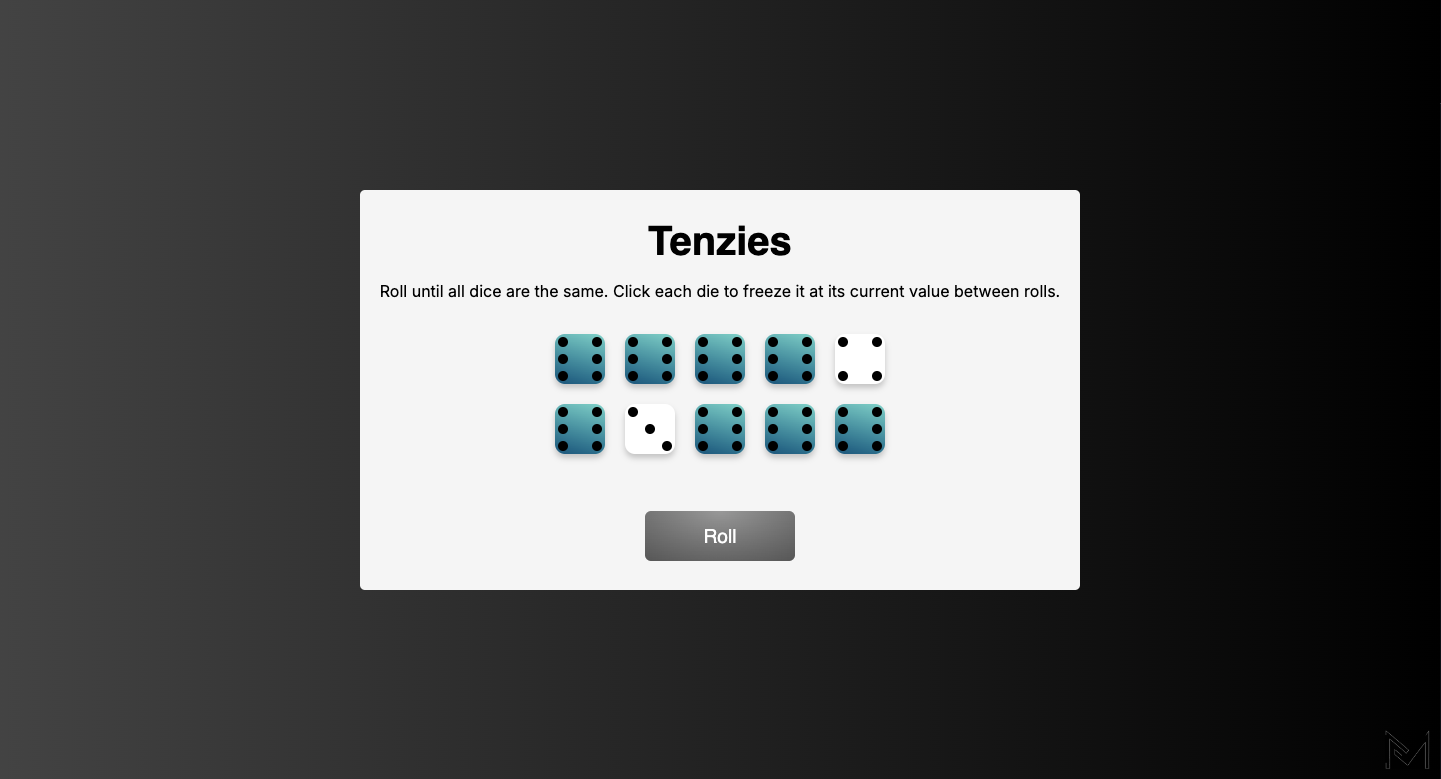 Tenzies
Roll until all dice are the same. Click each die to freeze it at its current value between rolls.
Roll